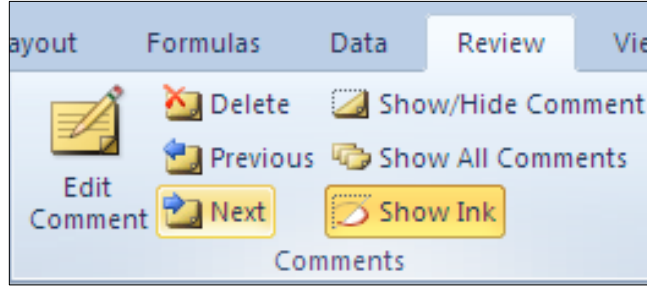 ayout Formulas Data Review Vie
Delete Show/Hide Comment
Previous Show All Comments
Edit
Comment Next Show Ink
Comments